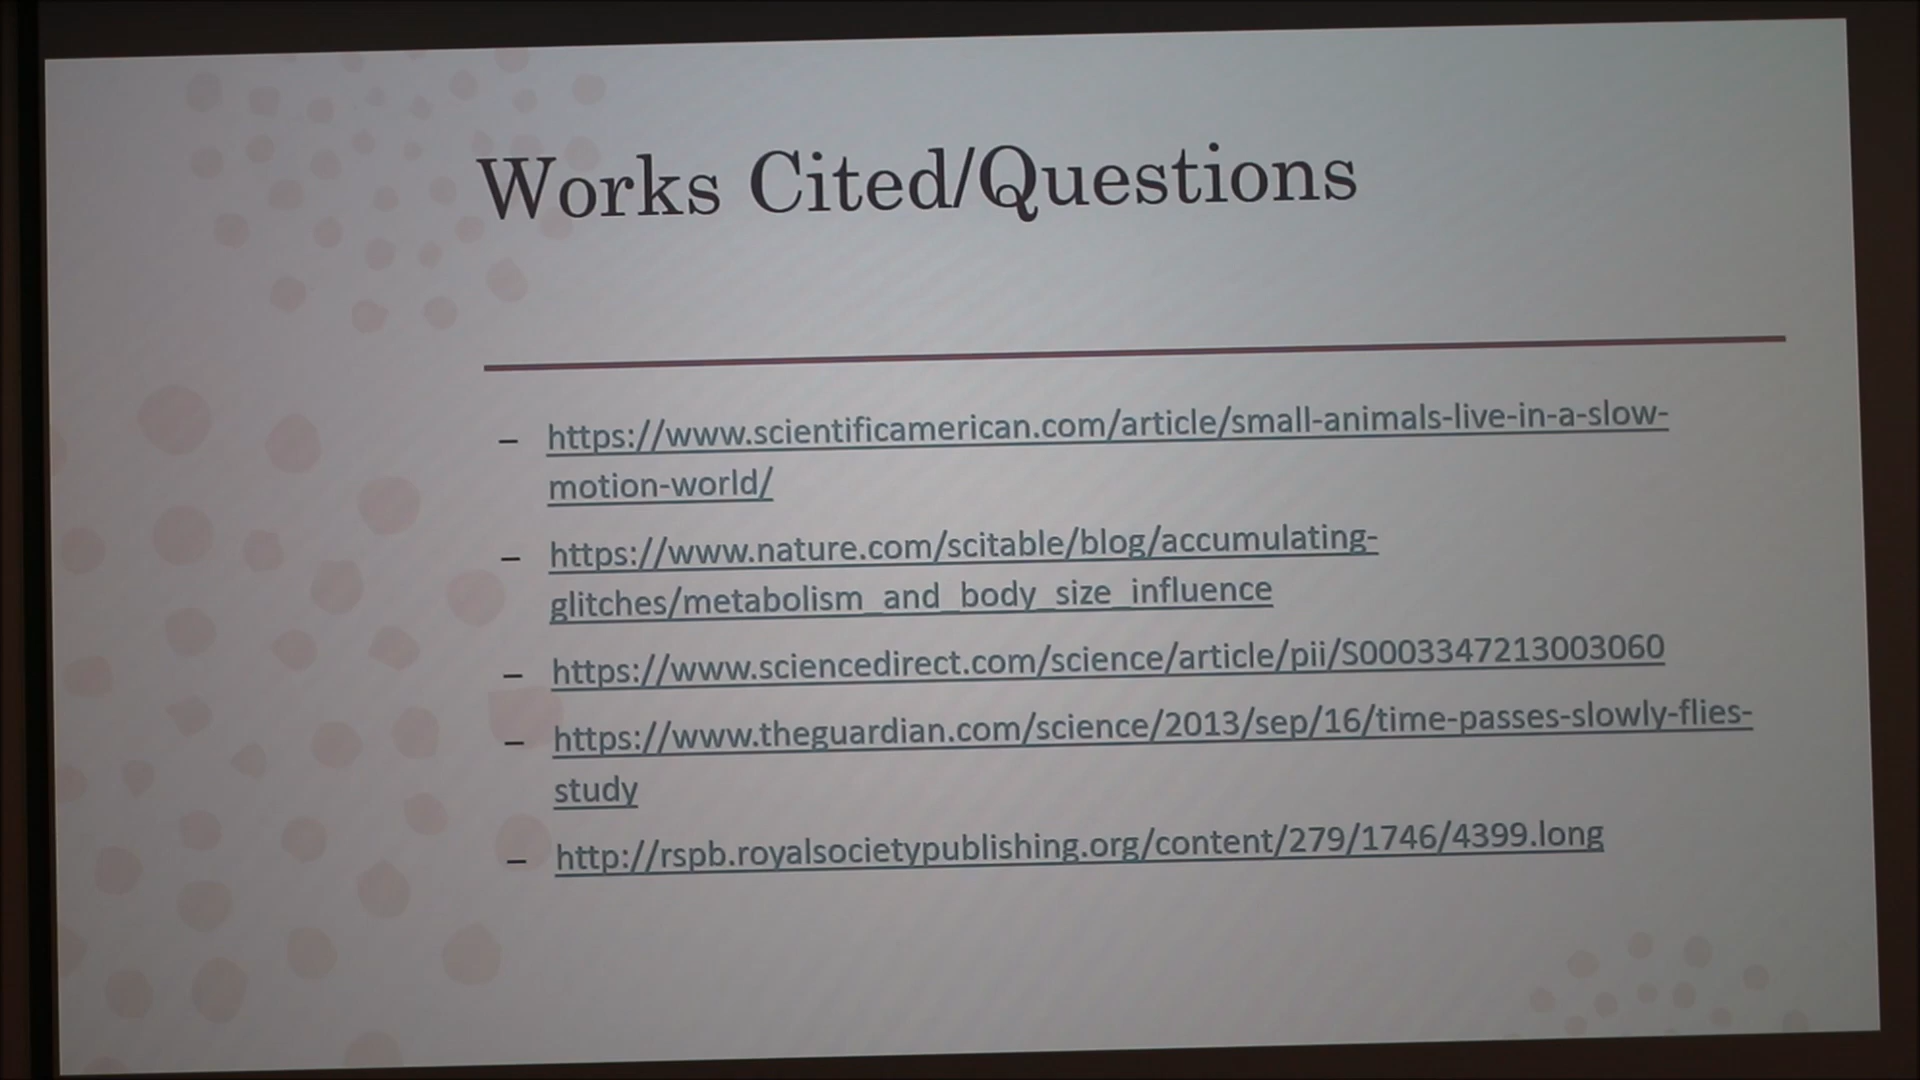 Works Cited/Questions
– https://www.scientificamerican.com/article/small-animals-live-in-a-slow-
motion-world/
– https://www.nature.com/scitable/blog/accumulating-
glitches/metabolism_and_body_size_influence
– https://www.sciencedirect.com/science/article/pii/S0003347213003060
– https://www.theguardian.com/science/2013/sep/16/time-passes-slowly-flies-
study
– http://rspb.royalsocietypublishing.org/content/279/1746/4399.long